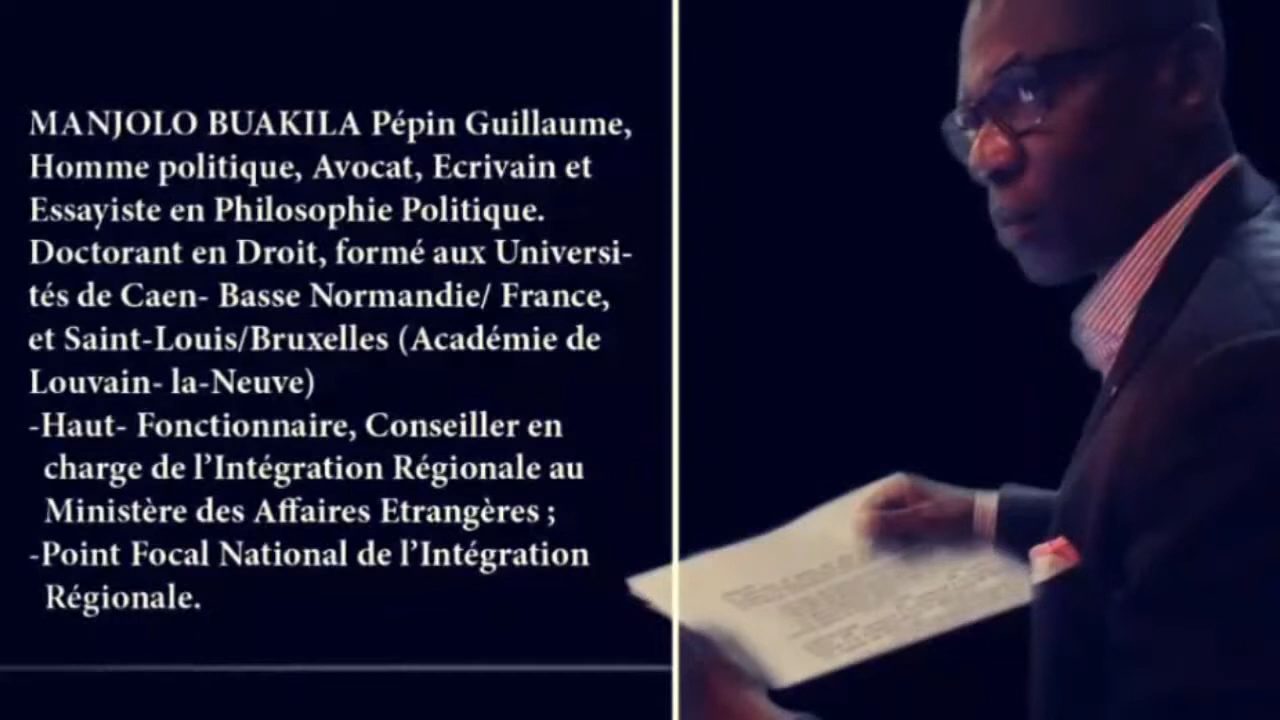 MANJOLO BUAKILA Pépin Guillaume,
Homme politique, Avocat, Ecrivain et
Essayiste en Philosophie Politique.
Doctorant en Droit, formé aux Universi-
tés de Caen- Basse Normandie/ France,
et Saint-Louis/Bruxelles (Académie de
Louvain- la-Neuve)
-Haut- Fonctionnaire, Conseiller en
charge de l’Intégration Régionale au
Ministère des Affaires Etrangères ;
-Point Focal National de l’Intégration
Régionale.